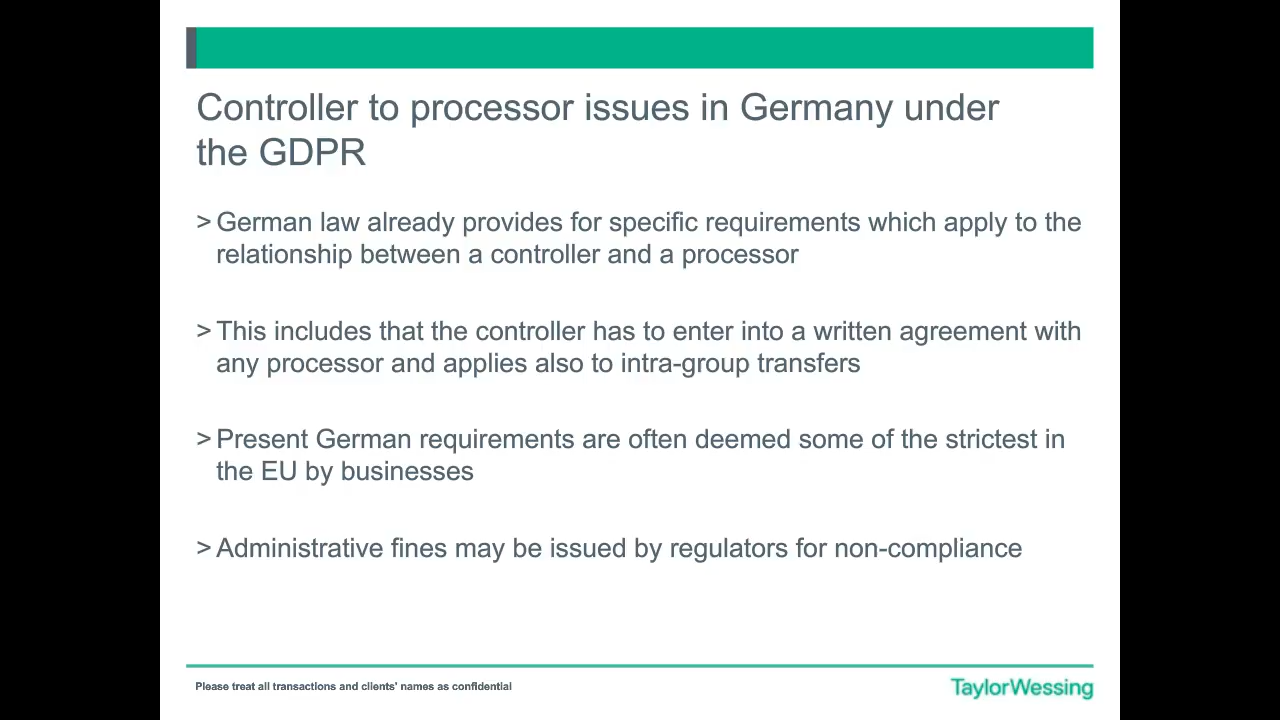 Controller to processor issues in Germany under
the GDPR
> German law already provides for specific requirements which apply to the
relationship between a controller and a processor
> This includes that the controller has to enter into a written agreement with
any processor and applies also to intra-group transfers
> Present German requirements are often deemed some of the strictest in
the EU by businesses
> Administrative fines may be issued by regulators for non-compliance
Please treat all transactions and clients' names as confidential
TaylorWessing